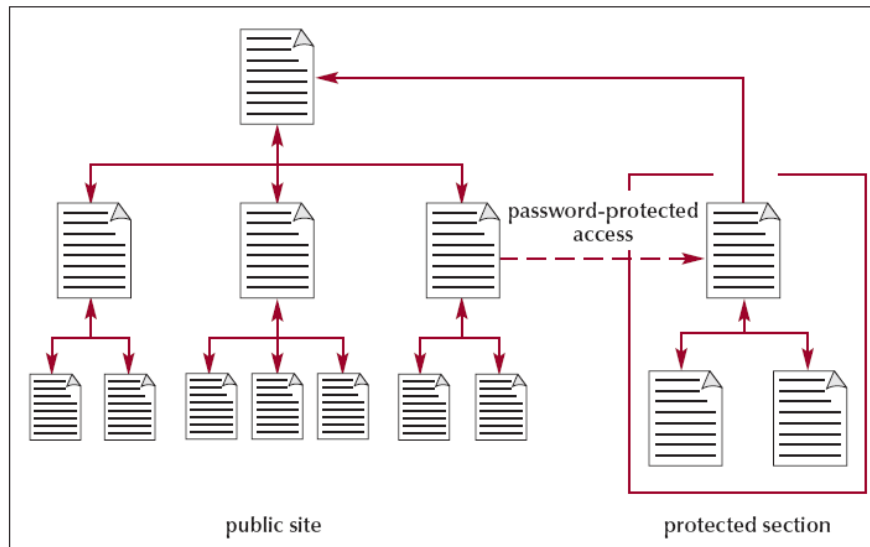 password-protected
access
public site
protected section